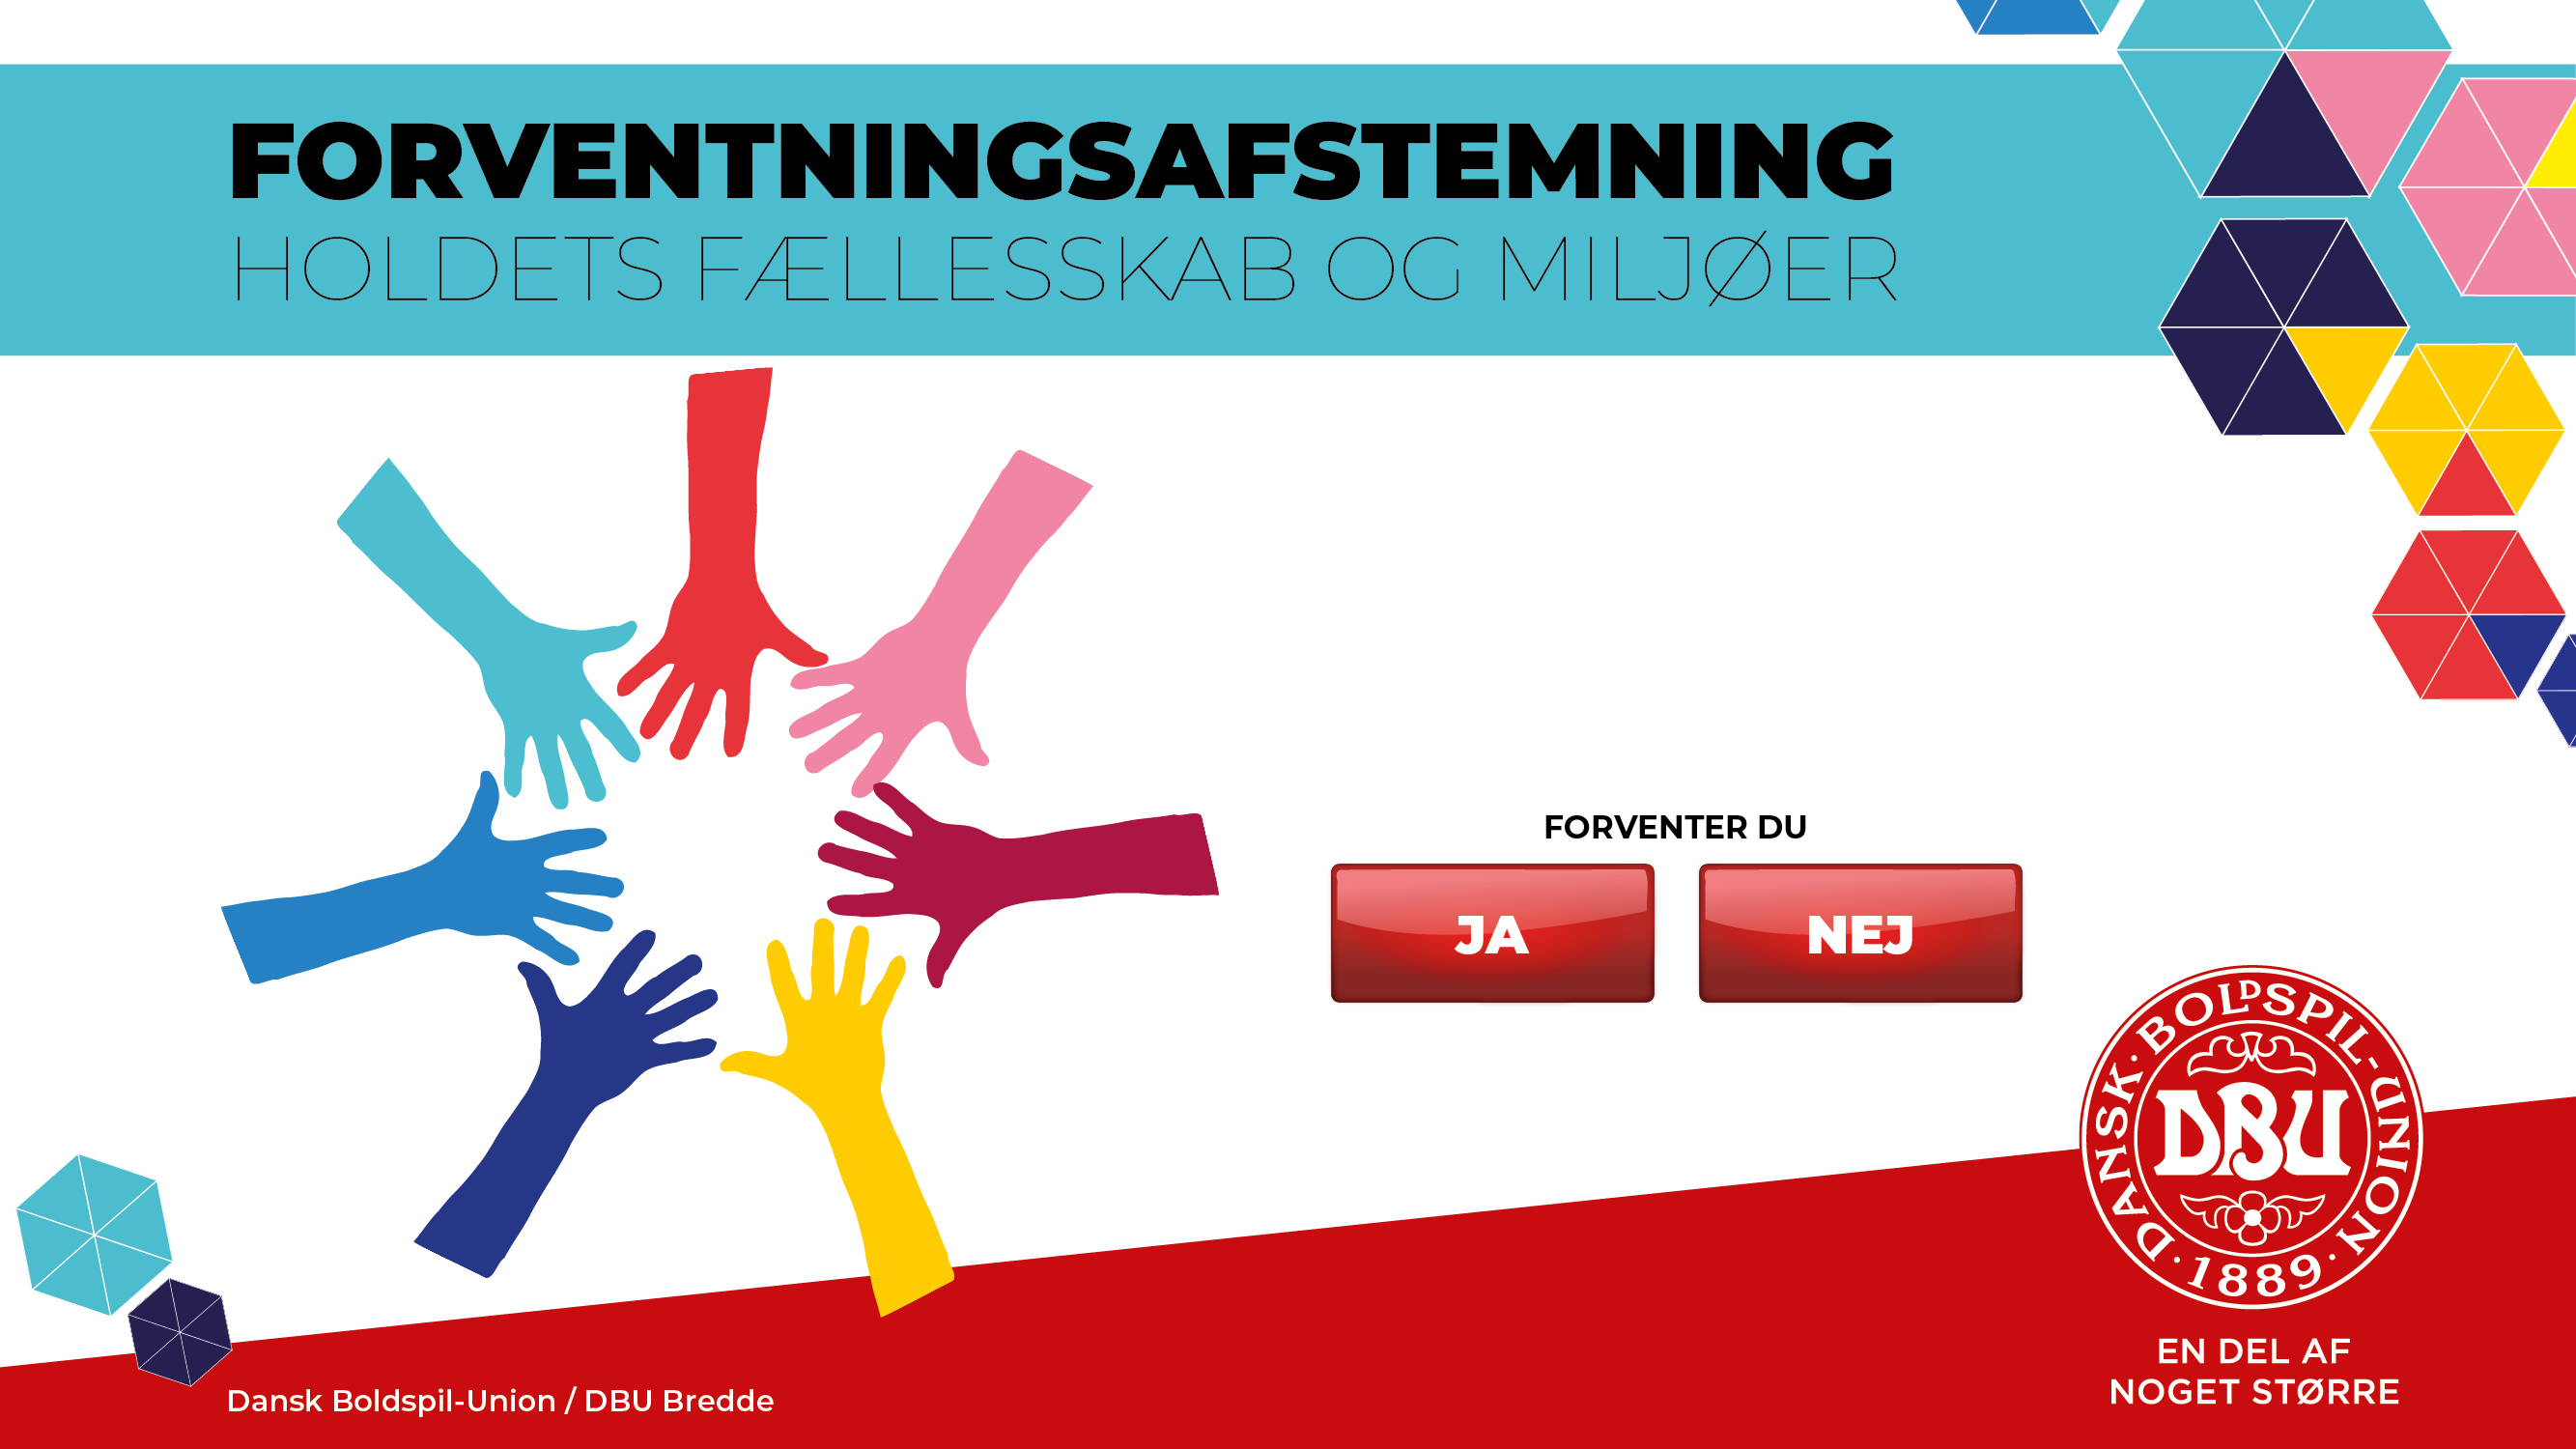 FORVENTNINGSAFSTEMNING
HOLDETS FÆLLESSKAB OG MILJØER
FORVENTER DU
JA
NEJ
DANSK · BOLDSPIL-UNION · 1889 ·
DBU
EN DEL AF
NOGET STØRRE
Dansk Boldspil-Union / DBU Bredde